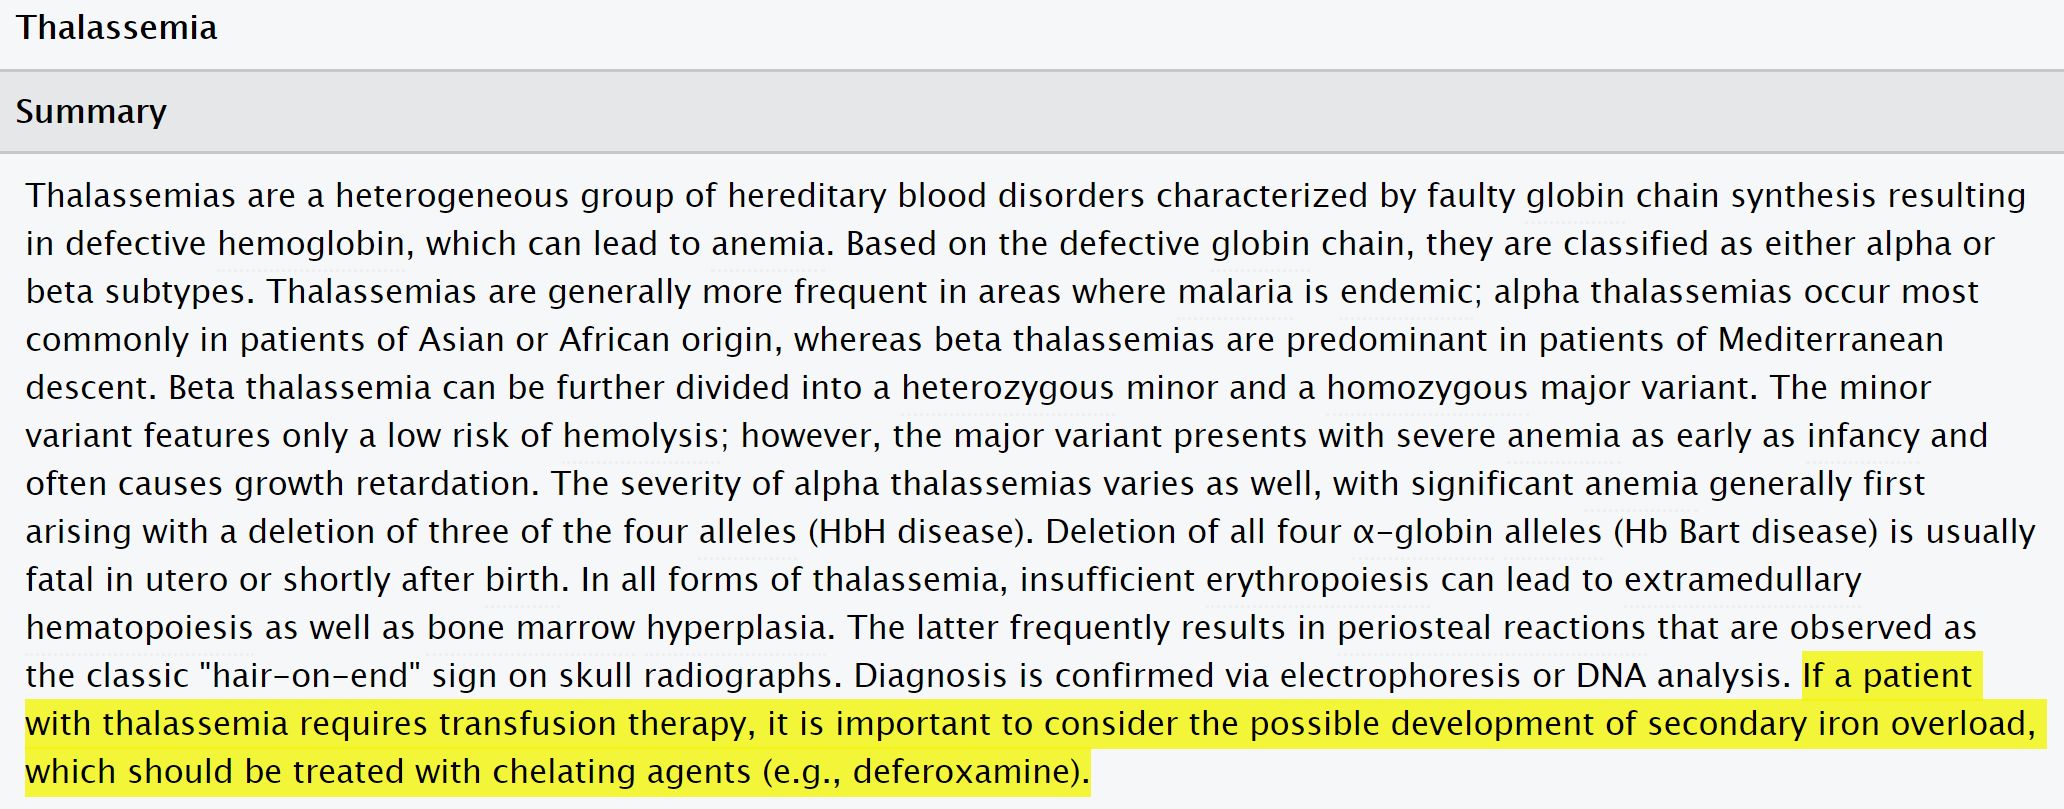 Thalassemia
Summary
Thalassemias are a heterogeneous group of hereditary blood disorders characterized by faulty globin chain synthesis resulting
in defective hemoglobin, which can lead to anemia. Based on the defective globin chain, they are classified as either alpha or
beta subtypes. Thalassemias are generally more frequent in areas where malaria is endemic; alpha thalassemias occur most
commonly in patients of Asian or African origin, whereas beta thalassemias are predominant in patients of Mediterranean
descent. Beta thalassemia can be further divided into a heterozygous minor and a homozygous major variant. The minor
variant features only a low risk of hemolysis; however, the major variant presents with severe anemia as early as infancy and
often causes growth retardation. The severity of alpha thalassemias varies as well, with significant anemia generally first
arising with a deletion of three of the four alleles (HbH disease). Deletion of all four α-globin alleles (Hb Bart disease) is usually
fatal in utero or shortly after birth. In all forms of thalassemia, insufficient erythropoiesis can lead to extramedullary
hematopoiesis as well as bone marrow hyperplasia. The latter frequently results in periosteal reactions that are observed as
the classic "hair-on-end" sign on skull radiographs. Diagnosis is confirmed via electrophoresis or DNA analysis. If a patient
with thalassemia requires transfusion therapy, it is important to consider the possible development of secondary iron overload,
which should be treated with chelating agents (e.g., deferoxamine).